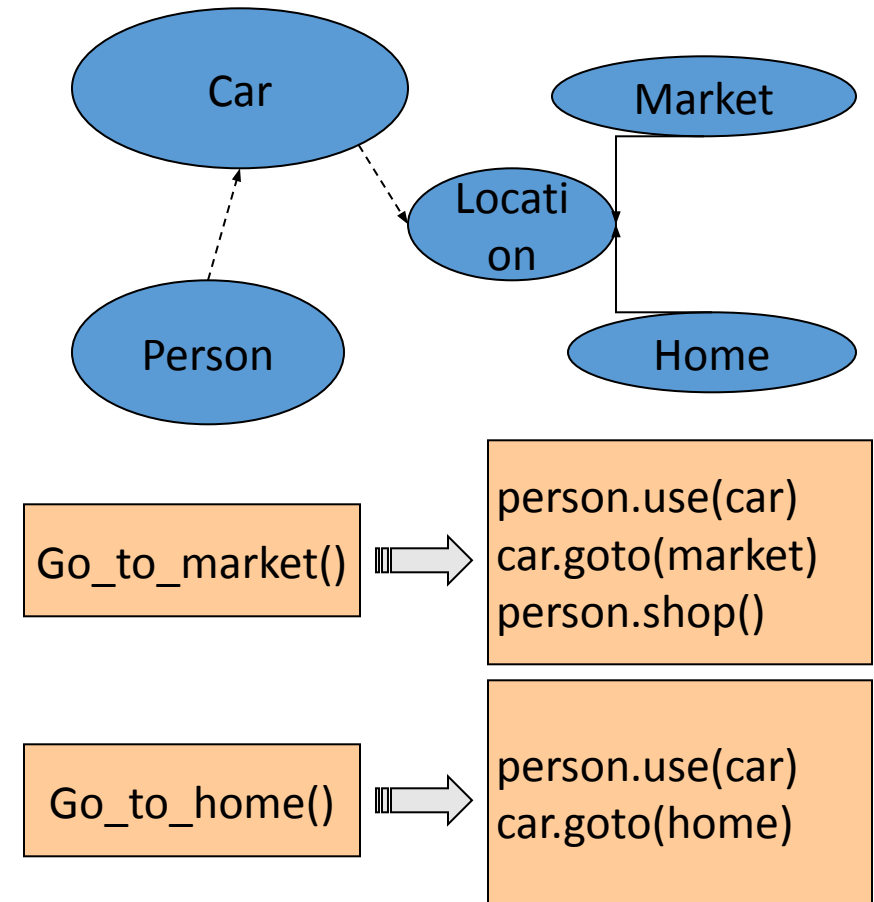 Car
Market
Locati
on
Person
Home
Go_to_market()
person.use(car)
car.goto(market)
person.shop()
Go_to_home()
person.use(car)
car.goto(home)